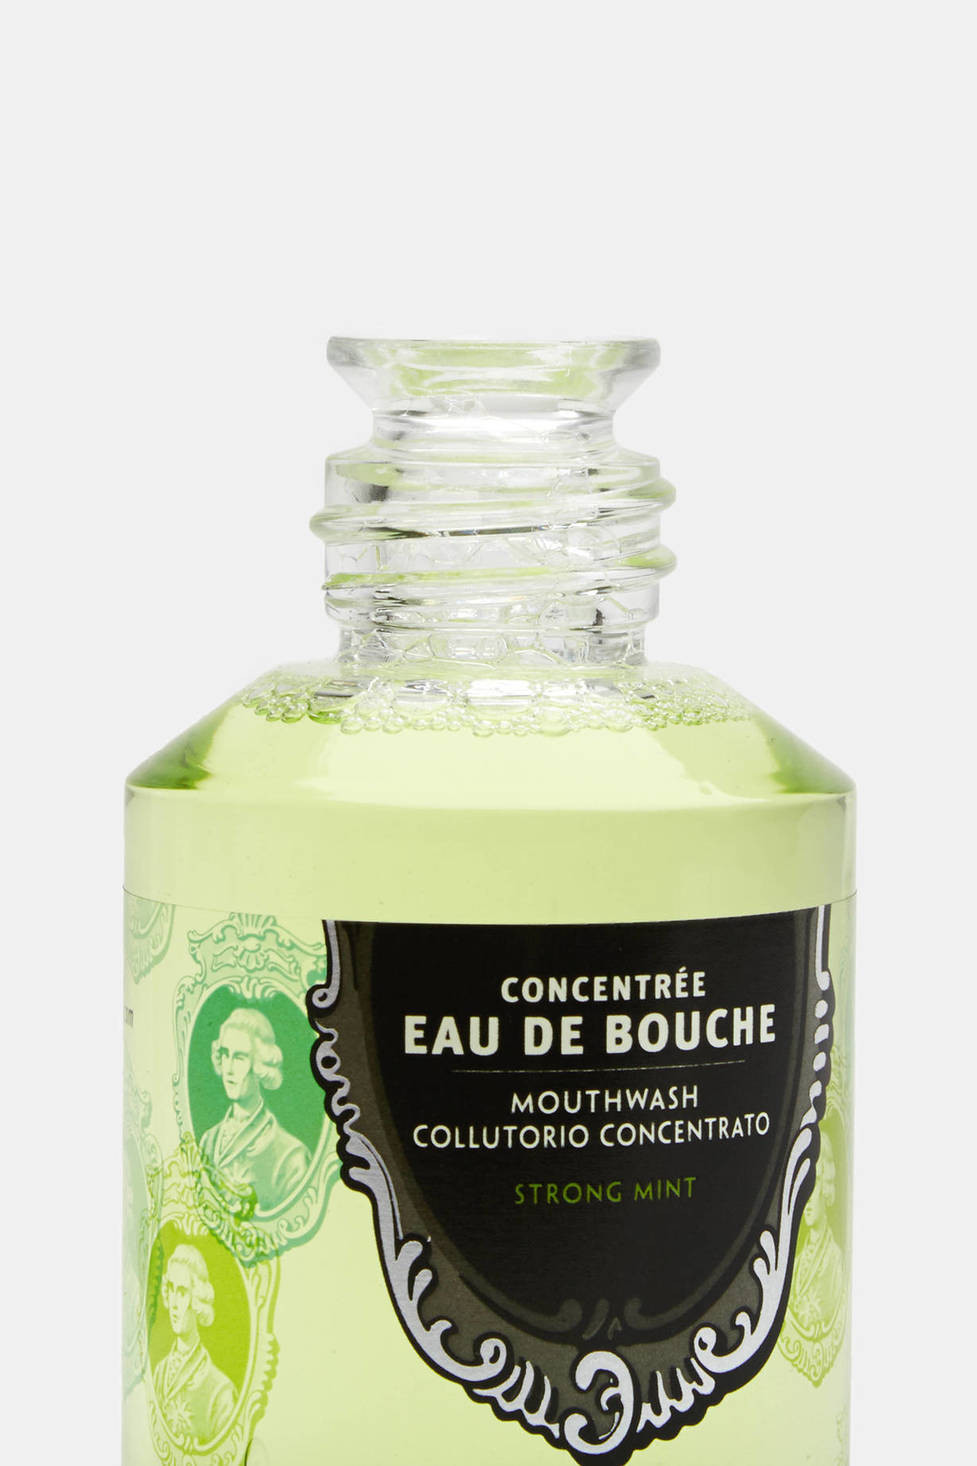 CONCENTRÉE
EAU DE BOUCHE
MOUTHWASH
COLLUTORIO CONCENTRATO
STRONG MINT